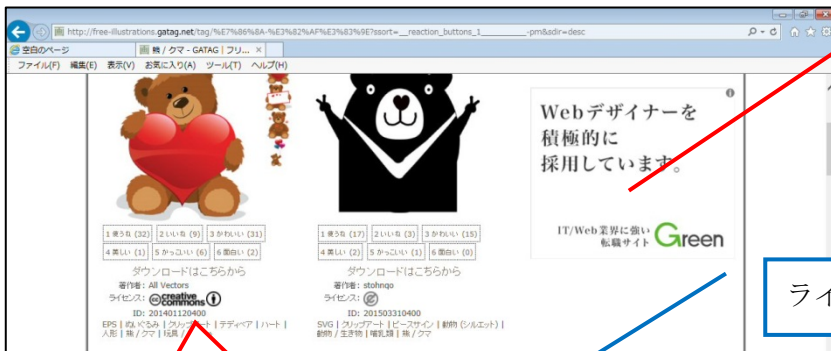 http://free-illustrations.gatag.net/tag/%E7%86%8A-%E3%82%AF%E3%83%9E?ssort=__reaction_buttons_1________-pm&sdir=desc
空白のページ
熊 / クマ - GATAG | フリ... ×
ファイル(F) 編集(E) 表示(V) お気に入り(A) ツール(T) ヘルプ(H)
Webデザイナーを
積極的に
採用しています。
IT/Web業界に強い
転職サイト Green
1 使うね (32) 2 いいね (9) 3 かわいい (31)
4 美しい (1) 5 かっこいい (6) 6 面白い (2)
ダウンロードはこちらから
著作者: All Vectors
ライセンス: creative commons
ID: 201401120400
EPS | ぬいぐるみ | クリップアート | テディベア | ハート |
人形 | 熊 / クマ | 玩具 /
1 使うね (17) 2 いいね (3) 3 かわいい (15)
4 美しい (2) 5 かっこいい (1) 6 面白い (0)
ダウンロードはこちらから
著作者: stohnqo
ライセンス:
ID: 201503310400
SVG | クリップアート | ピースサイン | 動物 (シルエット) |
動物 / 生き物 | 哺乳類 | 熊 / クマ
ライ